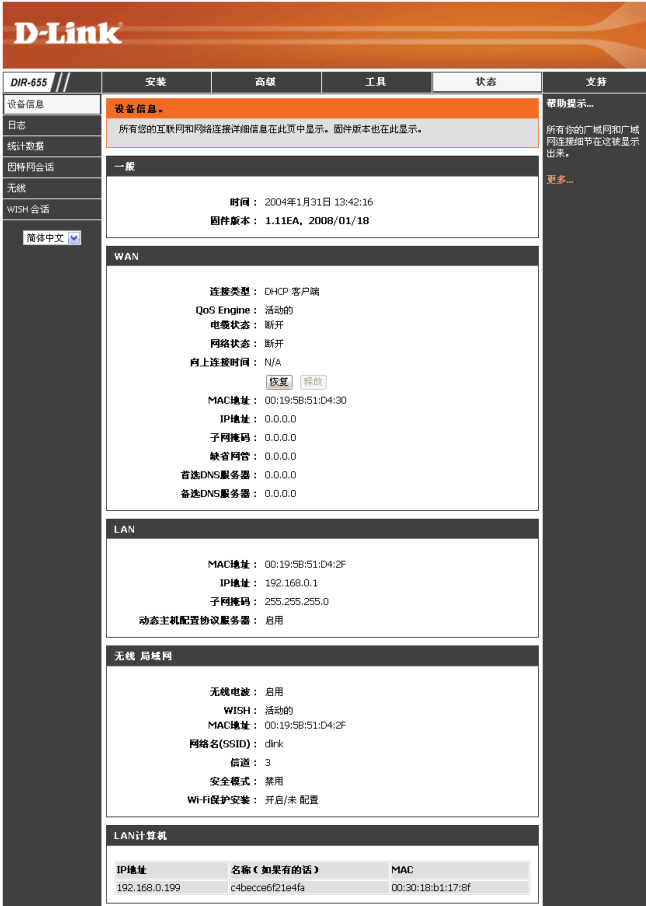 D-Link
DIR-655
安装
高级
工具
状态
支持
设备信息
日志
统计数据
因特网会话
无线
WISH 会话
简体中文
设备信息。
所有您的互联网和网络连接详细信息在此页中显示。固件版本也在此显示。
一般
时间： 2004年1月31日 13:42:16
固件版本： 1.11EA, 2008/01/18
WAN
连接类型： DHCP 客户端
QoS Engine： 活动的
电缆状态： 断开
网络状态： 断开
向上连接时间： N/A
恢复 释放
MAC地址： 00:19:5B:51:D4:30
IP地址： 0.0.0.0
子网掩码： 0.0.0.0
缺省网管： 0.0.0.0
首选DNS服务器： 0.0.0.0
备选DNS服务器： 0.0.0.0
LAN
MAC地址： 00:19:5B:51:D4:2F
IP地址： 192.168.0.1
子网掩码： 255.255.255.0
动态主机配置协议服务器： 启用
无线 局域网
无线电波： 启用
WISH： 活动的
MAC地址： 00:19:5B:51:D4:2F
网络名(SSID)： dlink
信道： 3
安全模式： 禁用
Wi-Fi保护安装： 开启/未 配置
LAN计算机
IP地址 名称（如果有的话） MAC
192.168.0.199 c4becce6f21e4fa 00:30:18:b1:17:8f
帮助提示...
所有你的广域网和广域
网连接细节在这被显示
出来。
更多...